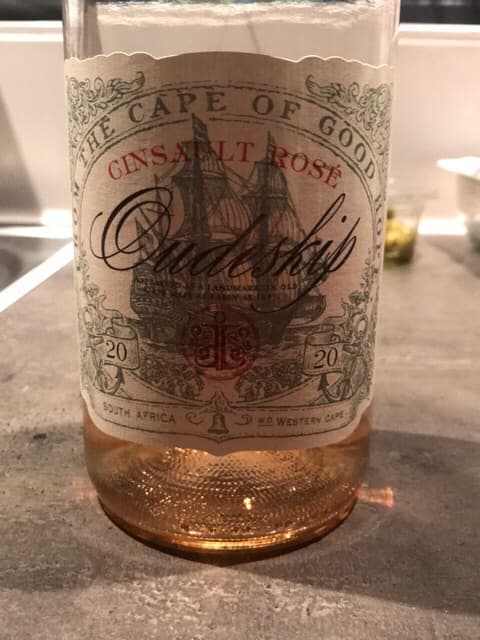 THE CAPE OF GOOD
CINSAULT ROSÉ
Oudeskip
20 20
SOUTH AFRICA W.O. WESTERN CAPE